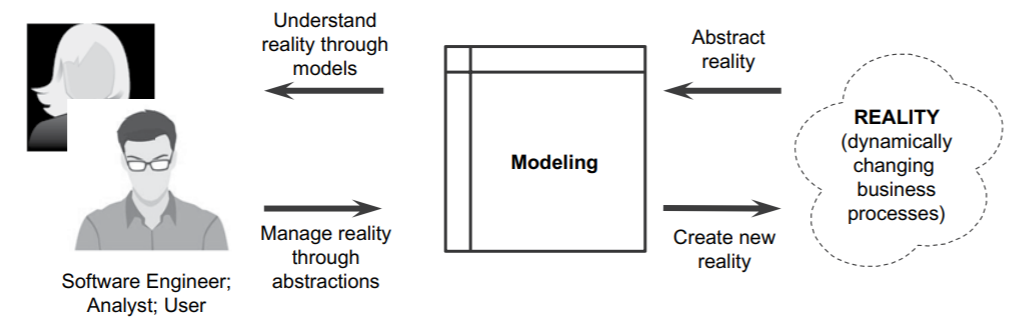 Understand
reality through
models
Abstract
reality
REALITY
(dynamically
changing
business
processes)
Modeling
Manage reality
through
abstractions
Create new
reality
Software Engineer;
Analyst; User